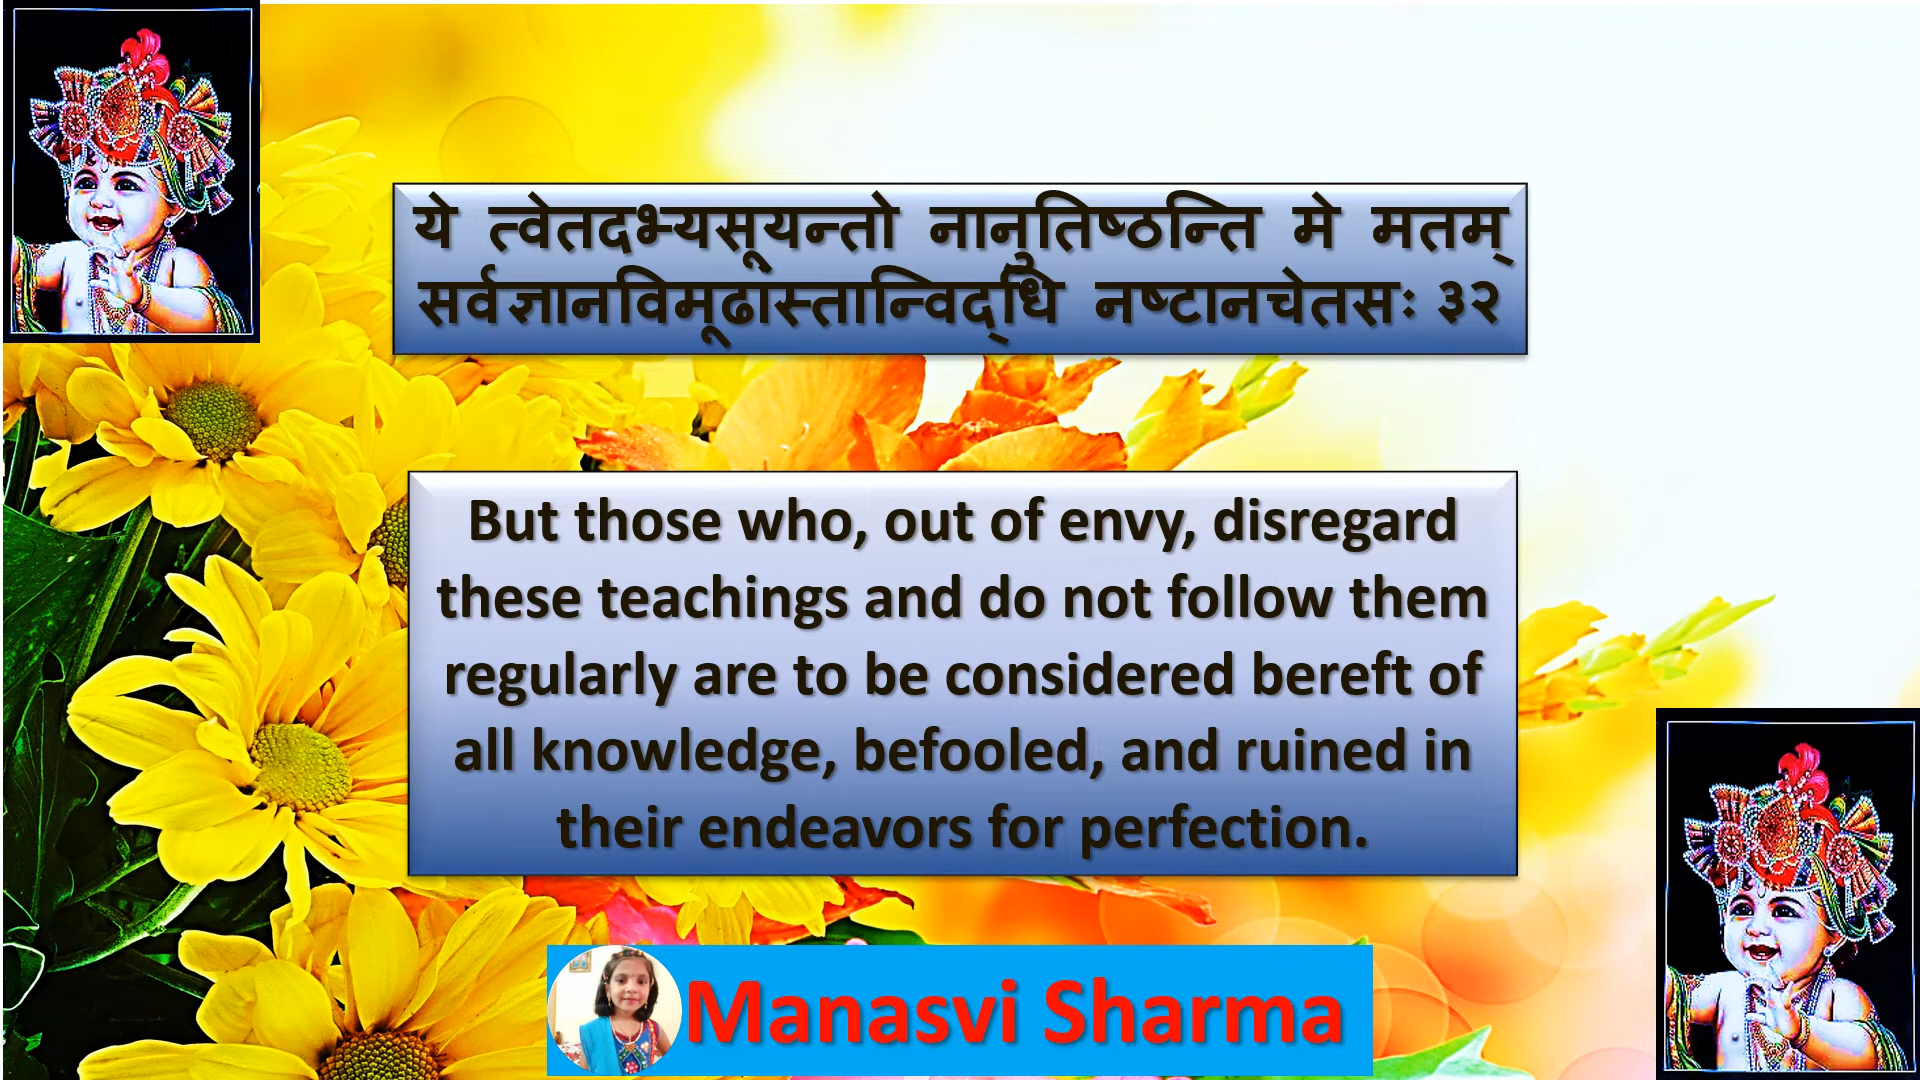 ये त्वेतदभ्यसूयन्तो नानुतिष्ठन्ति मे मतम्
सर्वज्ञानविमूढांस्तान्विद्धि नष्टानचेतसः ३२
But those who, out of envy, disregard
these teachings and do not follow them
regularly are to be considered bereft of
all knowledge, befooled, and ruined in
their endeavors for perfection.
Manasvi Sharma